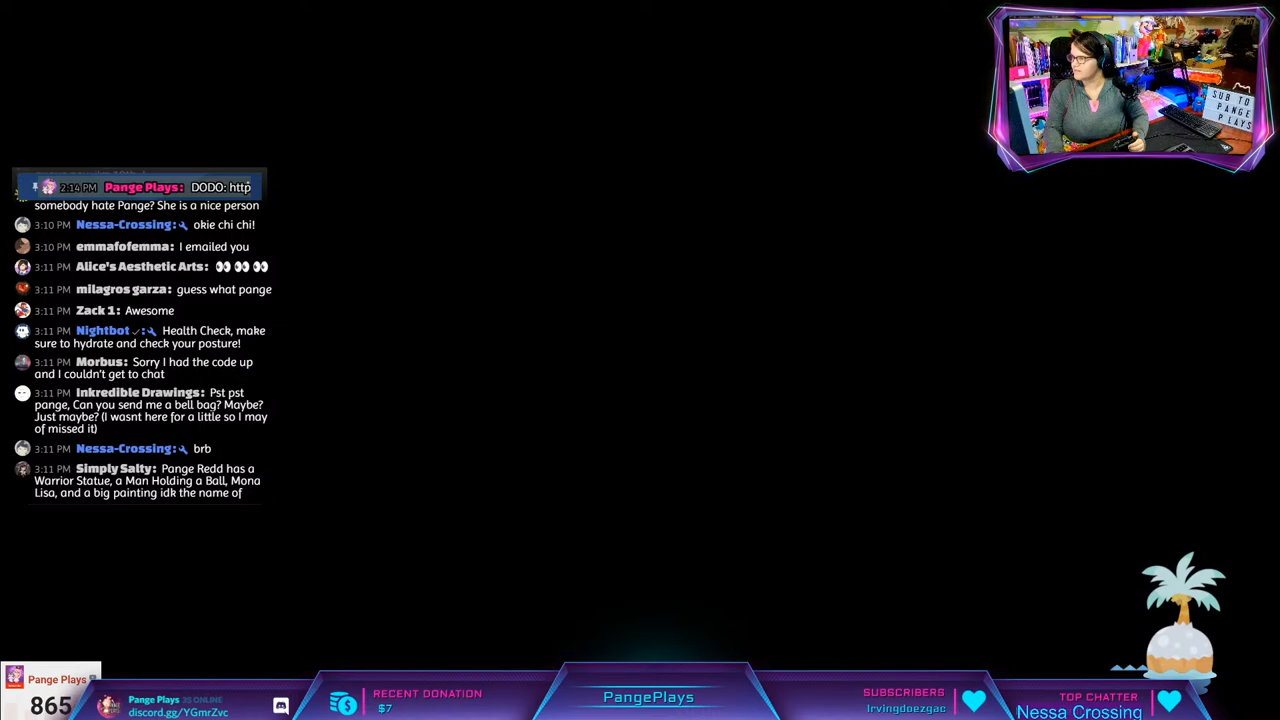 SUB TO
PANGE
PLAYS
2:14 PM Pange Plays: DODO: http
somebody hate Pange? She is a nice person
3:10 PM Nessa-Crossing: okie chi chi!
3:10 PM emmafofemma: I emailed you
3:11 PM Alice's Aesthetic Arts: 👀 👀 👀
3:11 PM milagros garza: guess what pange
3:11 PM Zack 1: Awesome
3:11 PM Nightbot ✓: Health Check, make
sure to hydrate and check your posture!
3:11 PM Morbus: Sorry I had the code up
and I couldn't get to chat
3:11 PM Inkredible Drawings: Pst pst
pange, Can you send me a bell bag? Maybe?
Just maybe? (I wasnt here for a little so I may
of missed it)
3:11 PM Nessa-Crossing: brb
3:11 PM Simply Salty: Pange Redd has a
Warrior Statue, a Man Holding a Ball, Mona
Lisa, and a big painting idk the name of
Pange Plays
865
Pange Plays 35 ONLINE
discord.gg/YGmrZvc
RECENT DONATION
$7
PangePlays
SUBSCRIBERS
Irvingdoezgac
TOP CHATTER
Nessa Crossing